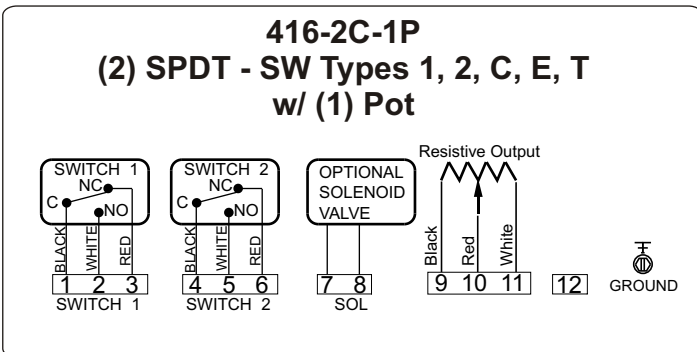 416-2C-1P
(2) SPDT - SW Types 1, 2, C, E, T
w/ (1) Pot
SWITCH 1
NC
C
NO
BLACK
WHITE
RED
1 2 3
SWITCH 1
SWITCH 2
NC
C
NO
BLACK
WHITE
RED
4 5 6
SWITCH 2
OPTIONAL
SOLENOID
VALVE
7 8
SOL
Resistive Output
Black
Red
White
9 10 11
12
GROUND